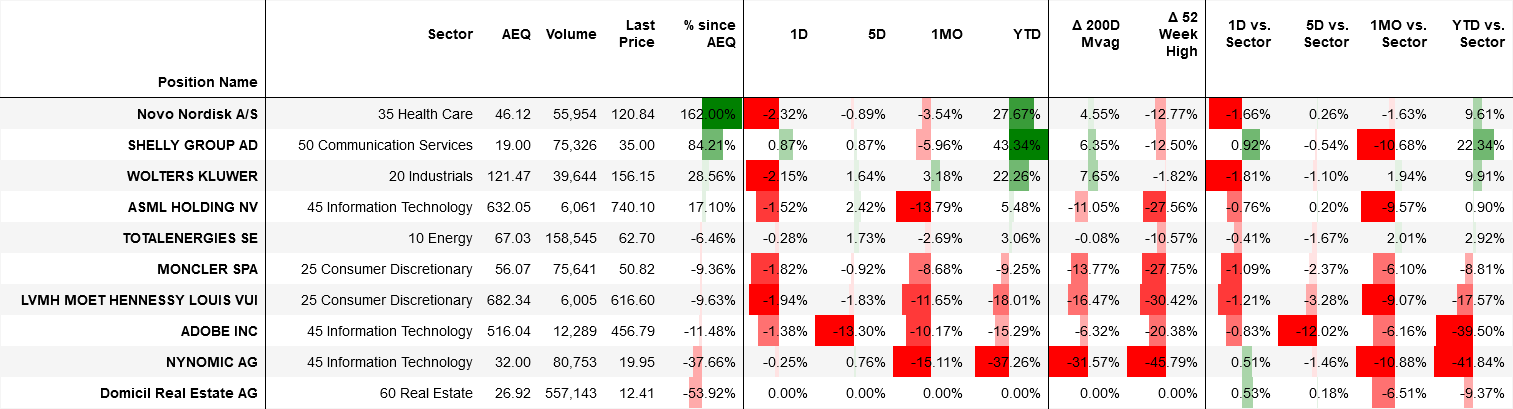 Position Name Sector AEQ Volume Last Price % since AEQ 1D 5D 1MO YTD Δ 200D Mvag Δ 52 Week High 1D vs. Sector 5D vs. Sector 1MO vs. Sector YTD vs. Sector
Novo Nordisk A/S 35 Health Care 46.12 55,954 120.84 162.00% -2.32% -0.89% -3.54% 27.67% 4.55% -12.77% -1.66% 0.26% -1.63% 9.61%
SHELLY GROUP AD 50 Communication Services 19.00 75,326 35.00 84.21% 0.87% 0.87% -5.96% 43.34% 6.35% -12.50% 0.92% -0.54% -10.68% 22.34%
WOLTERS KLUWER 20 Industrials 121.47 39,644 156.15 28.56% -2.15% 1.64% 3.18% 22.26% 7.65% -1.82% -1.81% -1.10% 1.94% 9.91%
ASML HOLDING NV 45 Information Technology 632.05 6,061 740.10 17.10% -1.52% 2.42% -13.79% 5.48% -11.05% -27.56% -0.76% 0.20% -9.57% 0.90%
TOTALENERGIES SE 10 Energy 67.03 158,545 62.70 -6.46% -0.28% 1.73% -2.69% 3.06% -0.08% -10.57% -0.41% -1.67% 2.01% 2.92%
MONCLER SPA 25 Consumer Discretionary 56.07 75,641 50.82 -9.36% -1.82% -0.92% -8.68% -9.25% -13.77% -27.75% -1.09% -2.37% -6.10% -8.81%
LVMH MOET HENNESSY LOUIS VUI 25 Consumer Discretionary 682.34 6,005 616.60 -9.63% -1.94% -1.83% -11.65% -18.01% -16.47% -30.42% -1.21% -3.28% -9.07% -17.57%
ADOBE INC 45 Information Technology 516.04 12,289 456.79 -11.48% -1.38% -13.30% -10.17% -15.29% -6.32% -20.38% -0.83% -12.02% -6.16% -39.50%
NYNOMIC AG 45 Information Technology 32.00 80,753 19.95 -37.66% -0.25% 0.76% -15.11% -37.26% -31.57% -45.79% 0.51% -1.46% -10.88% -41.84%
Domicil Real Estate AG 60 Real Estate 26.92 557,143 12.41 -53.92% 0.00% 0.00% 0.00% 0.00% 0.00% 0.00% 0.53% 0.18% -6.51% -9.37%